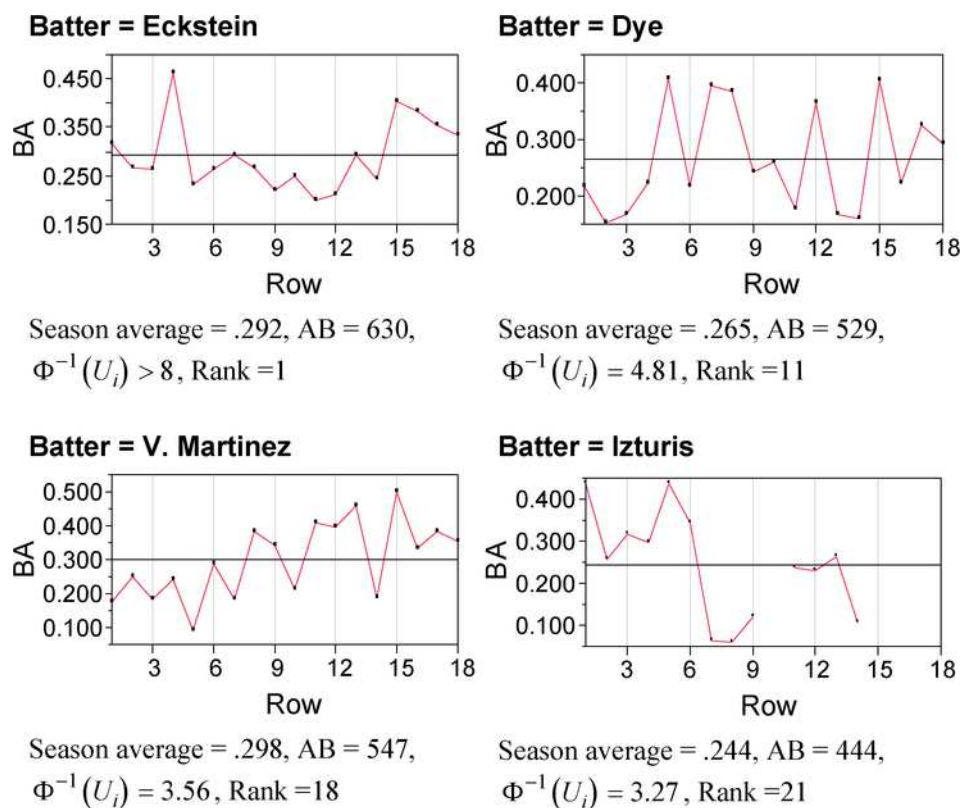 Batter = Eckstein
0.450
0.350
0.250
0.150
BA
3 6 9 12 15 18
Row
Season average = .292, AB = 630,
Φ⁻¹(Uᵢ) > 8, Rank =1
Batter = Dye
0.400
0.300
0.200
BA
3 6 9 12 15 18
Row
Season average = .265, AB = 529,
Φ⁻¹(Uᵢ) = 4.81, Rank =11
Batter = V. Martinez
0.500
0.400
0.300
0.200
0.100
BA
3 6 9 12 15 18
Row
Season average = .298, AB = 547,
Φ⁻¹(Uᵢ) = 3.56, Rank =18
Batter = Izturis
0.400
0.300
0.200
0.100
BA
3 6 9 12 15 18
Row
Season average = .244, AB = 444,
Φ⁻¹(Uᵢ) = 3.27, Rank =21